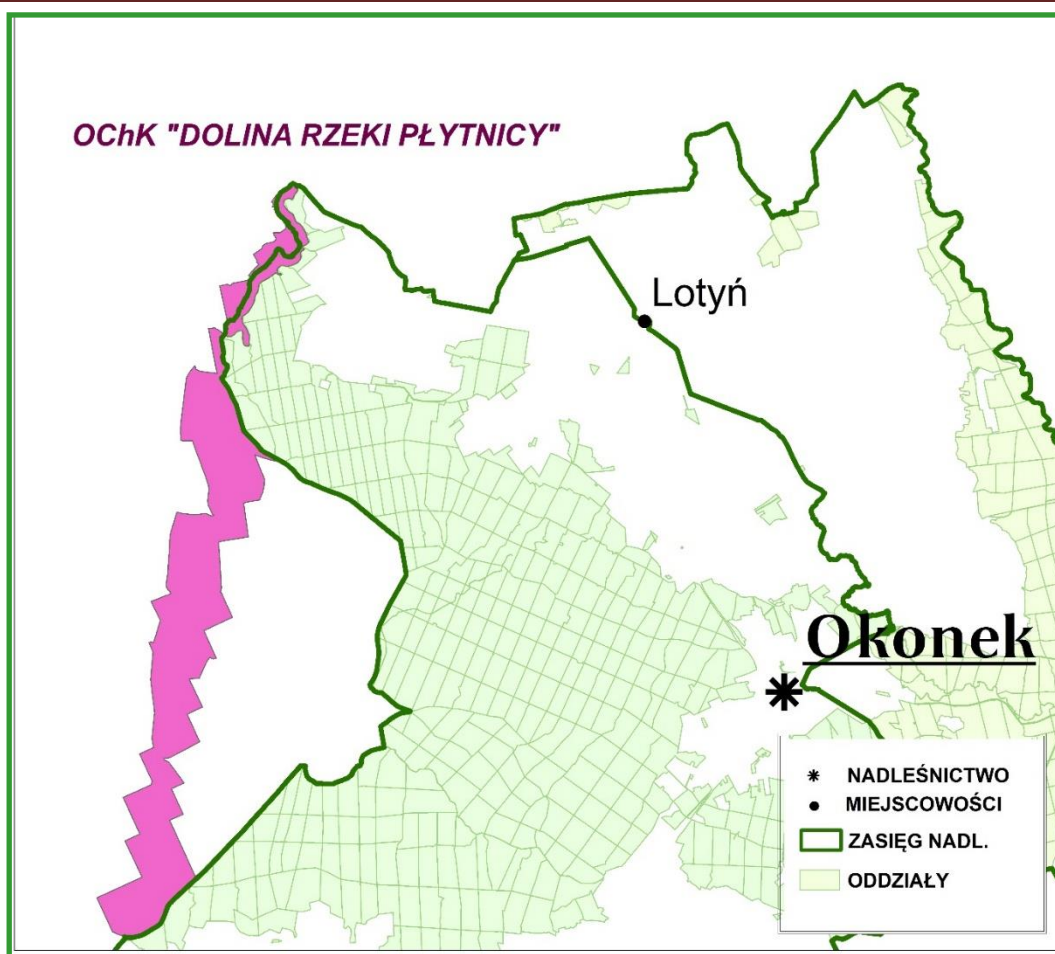 OChK "DOLINA RZEKI PŁYTNICY"
Lotyń
Okonek
NADLEŚNICTWO
MIEJSCOWOŚCI
ZASIĘG NADL.
ODDZIAŁY